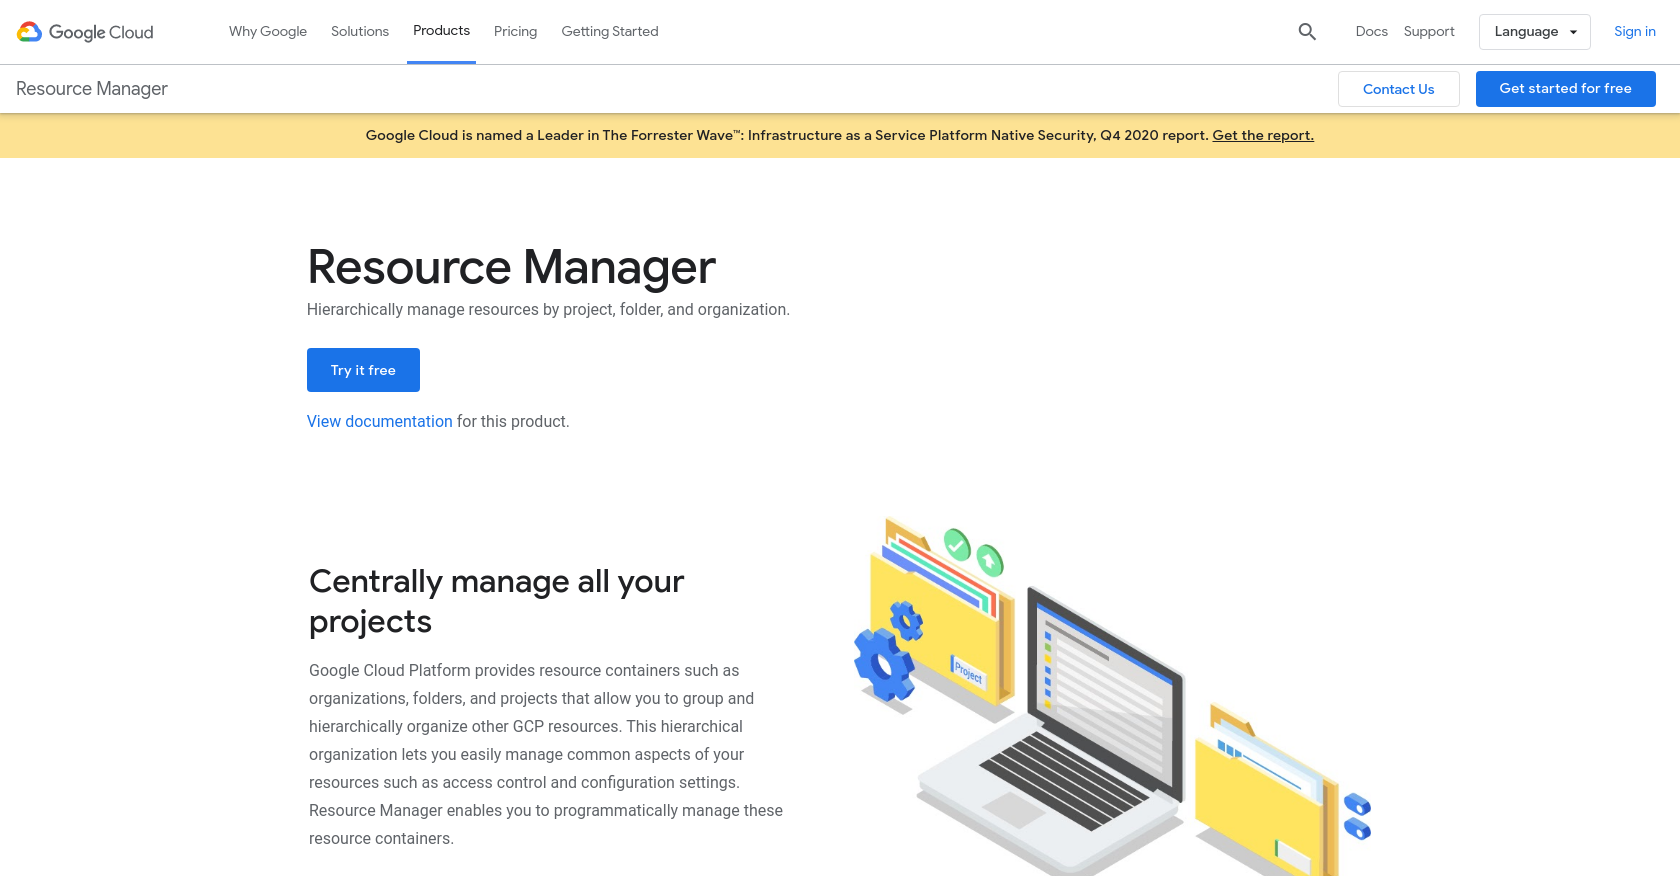 Google Cloud
Why Google
Solutions
Products
Pricing
Getting Started
Docs
Support
Language
Sign in
Resource Manager
Contact Us
Get started for free
Google Cloud is named a Leader in The Forrester Wave™: Infrastructure as a Service Platform Native Security, Q4 2020 report. Get the report.
Resource Manager
Hierarchically manage resources by project, folder, and organization.
Try it free
View documentation for this product.
Centrally manage all your
projects
Google Cloud Platform provides resource containers such as
organizations, folders, and projects that allow you to group and
hierarchically organize other GCP resources. This hierarchical
organization lets you easily manage common aspects of your
resources such as access control and configuration settings.
Resource Manager enables you to programmatically manage these
resource containers.
Project